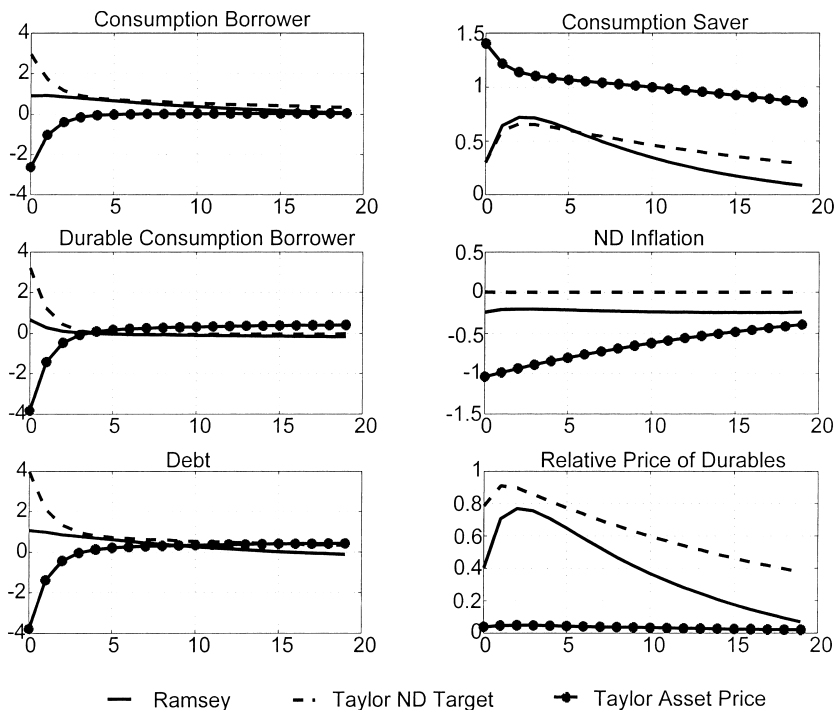 Consumption Borrower
4
2
0
-2
-4
0 5 10 15 20
Consumption Saver
1.5
1
0.5
0
0 5 10 15 20
Durable Consumption Borrower
4
2
0
-2
-4
0 5 10 15 20
ND Inflation
0.5
0
-0.5
-1
-1.5
0 5 10 15 20
Debt
4
2
0
-2
-4
0 5 10 15 20
Relative Price of Durables
1
0.8
0.6
0.4
0.2
0
0 5 10 15 20
Ramsey Taylor ND Target Taylor Asset Price